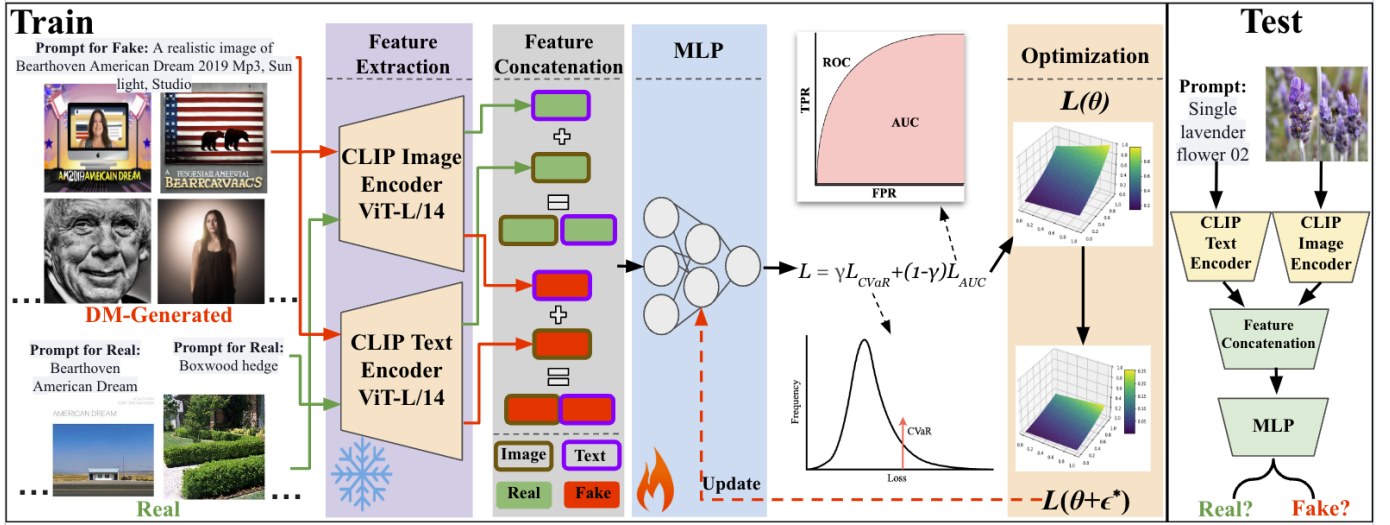 Train
Prompt for Fake: A realistic image of
Bearthoven American Dream 2019 Mp3, Sun
light, Studio
AM2019AMEICAIN DREAM
BEARRCARVAACS
DM-Generated
Prompt for Real:
Bearthoven
American Dream
AMERICAN DREAM
Prompt for Real:
Boxwood hedge
Real
Feature
Extraction
CLIP Image
Encoder
ViT-L/14
CLIP Text
Encoder
ViT-L/14
Feature
Concatenation
Image
Text
Real
Fake
MLP
ROC
AUC
TPR
FPR
L = γL_CVaR+(1-γ)L_AUC
Frequency
CVaR
Loss
Update
Optimization
L(θ)
L(θ+ϵ*)
Test
Prompt:
Single
lavender
flower 02
CLIP
Text
Encoder
CLIP
Image
Encoder
Feature
Concatenation
MLP
Real?
Fake?